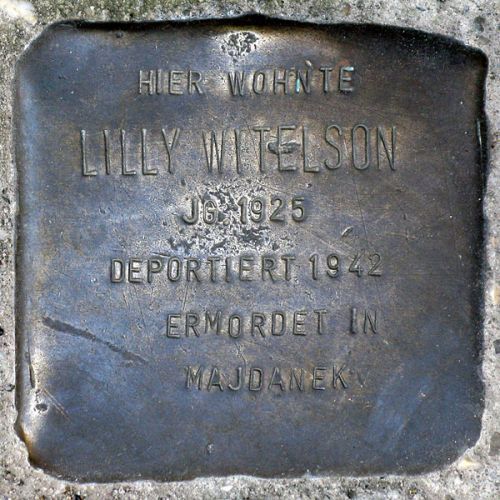 HIER WOHNTE
LILLY WITELSON
JG. 1925
DEPORTIERT 1942
ERMORDET IN
MAJDANEK